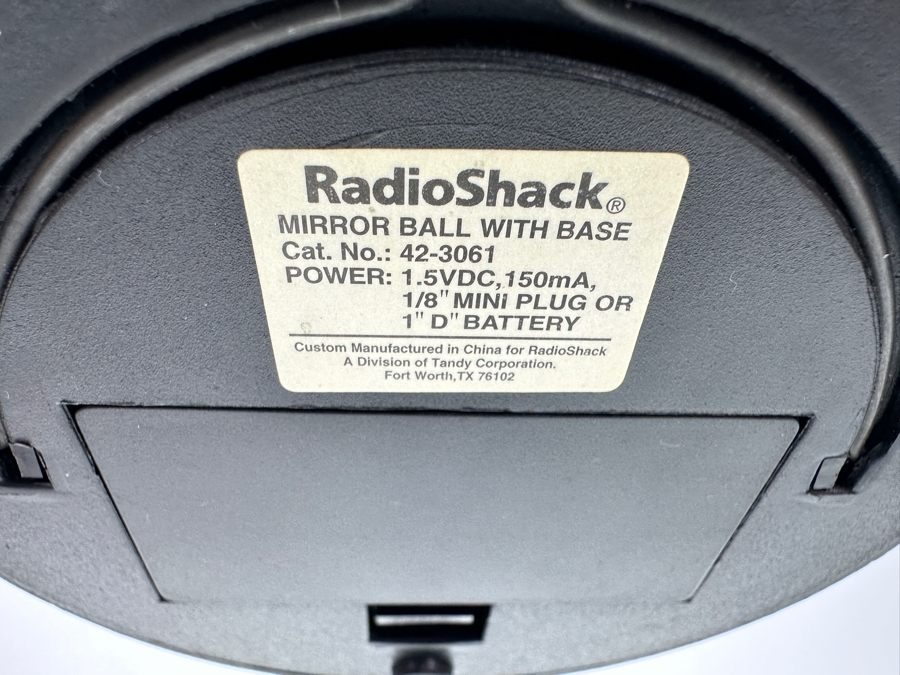 RadioShack®
MIRROR BALL WITH BASE
Cat. No.: 42-3061
POWER: 1.5VDC,150mA,
1/8" MINi PLUG OR
1" D" BATTERY
Custom Manufactured in China for RadioShack
A Division of Tandy Corporation.
Fort Worth,TX 76102